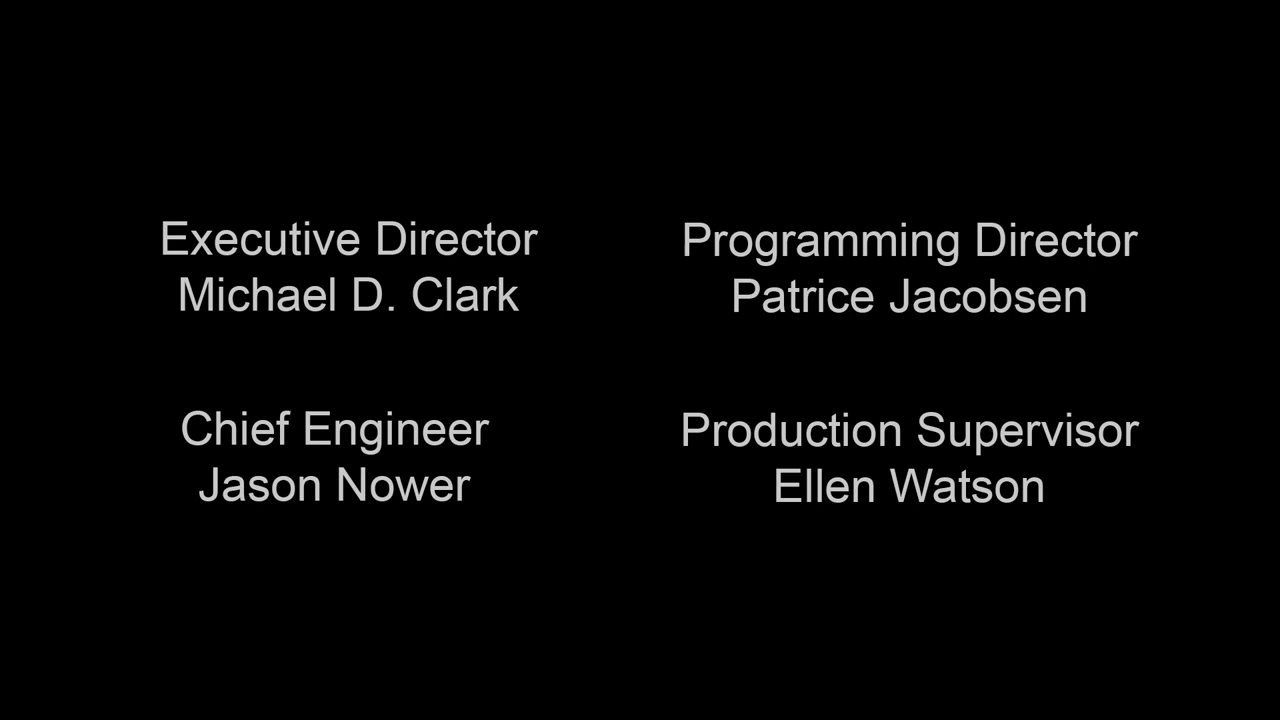 Executive Director
Michael D. Clark
Programming Director
Patrice Jacobsen
Chief Engineer
Jason Nower
Production Supervisor
Ellen Watson